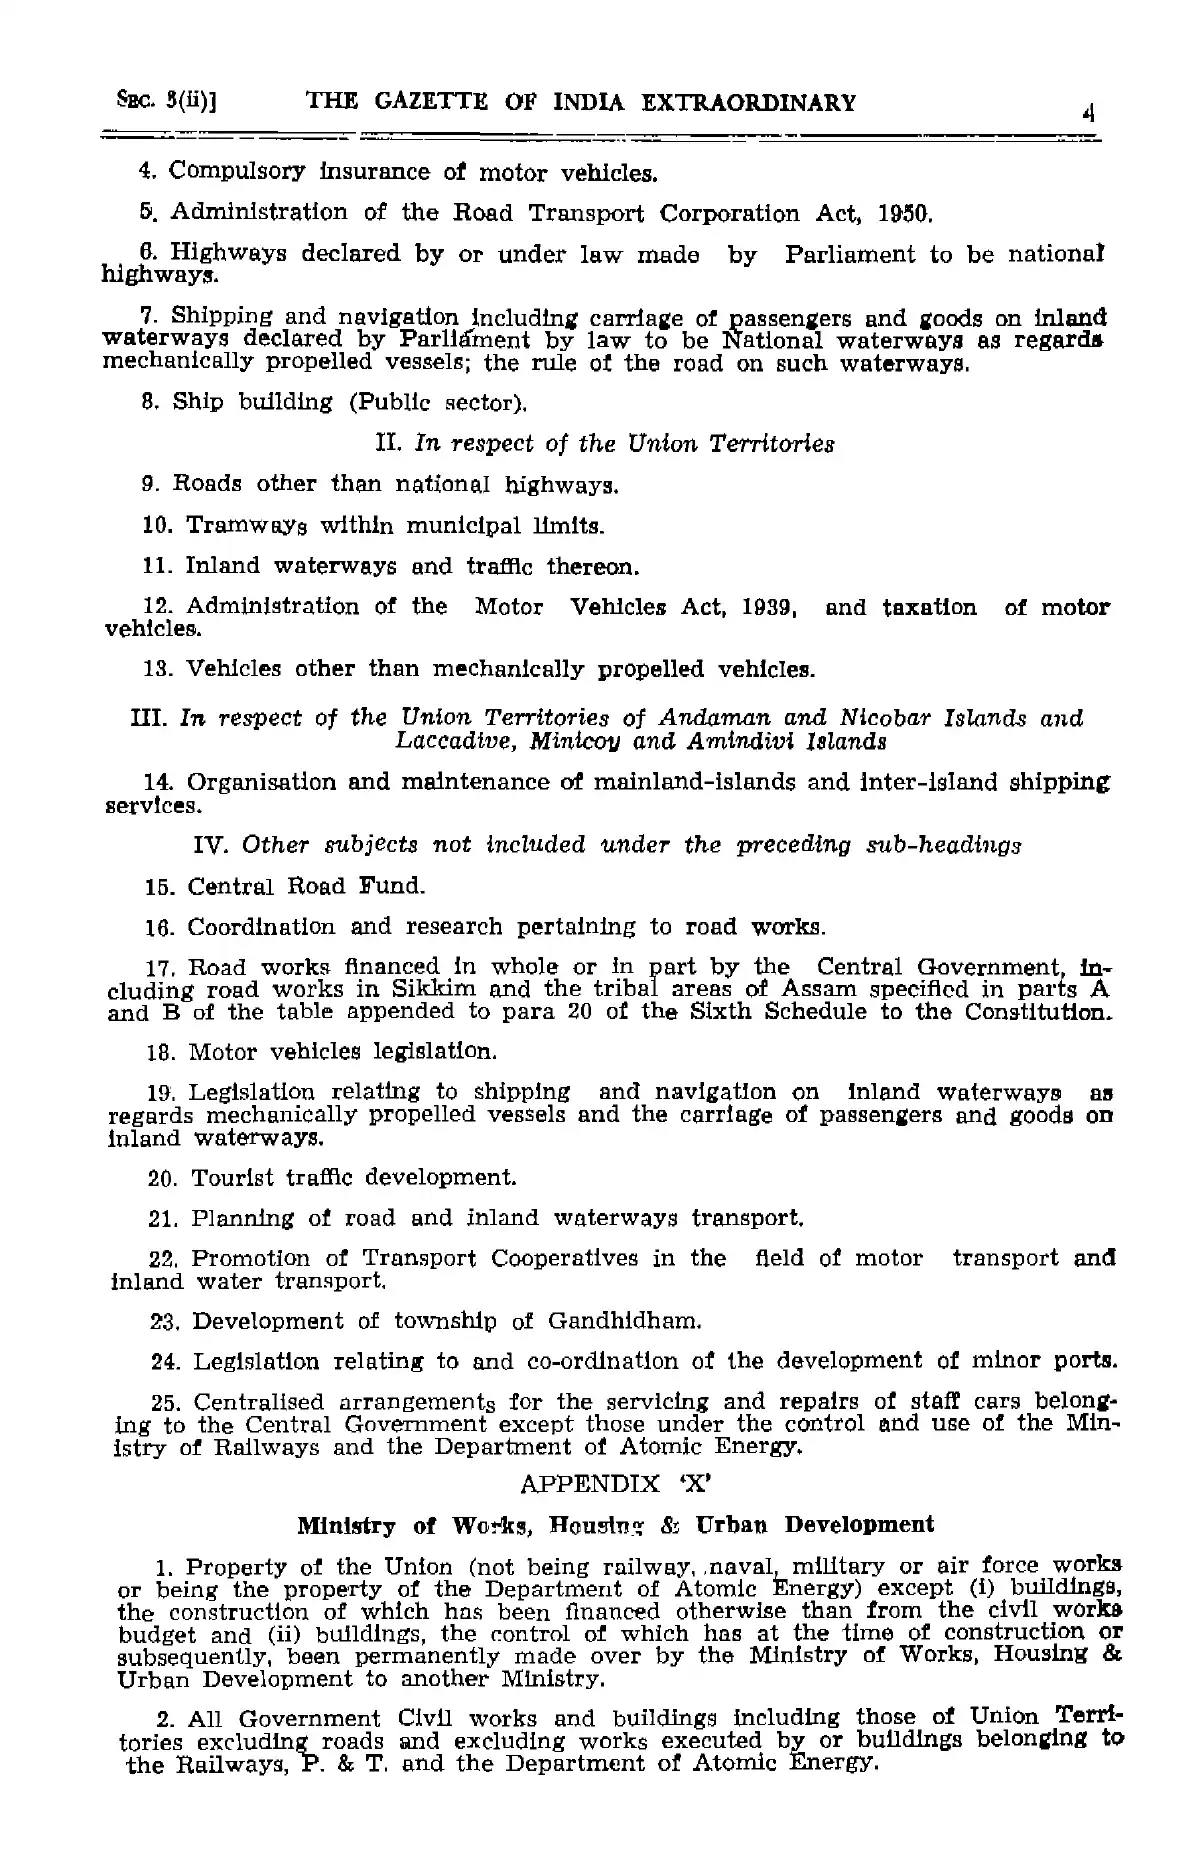 SEC. 3(ii)] THE GAZETTE OF INDIA EXTRAORDINARY 4
4. Compulsory insurance of motor vehicles.
5. Administration of the Road Transport Corporation Act, 1950.
6. Highways declared by or under law made by Parliament to be national
highways.
7. Shipping and navigation including carriage of passengers and goods on inland
waterways declared by Parliament by law to be National waterways as regards
mechanically propelled vessels; the rule of the road on such waterways.
8. Ship building (Public sector).
II. In respect of the Union Territories
9. Roads other than national highways.
10. Tramways within municipal limits.
11. Inland waterways and traffic thereon.
12. Administration of the Motor Vehicles Act, 1939, and taxation of motor
vehicles.
13. Vehicles other than mechanically propelled vehicles.
III. In respect of the Union Territories of Andaman and Nicobar Islands and
Laccadive, Minicoy and Amindivi Islands
14. Organisation and maintenance of mainland-islands and inter-island shipping
services.
IV. Other subjects not included under the preceding sub-headings
15. Central Road Fund.
16. Coordination and research pertaining to road works.
17. Road works financed in whole or in part by the Central Government, in-
cluding road works in Sikkim and the tribal areas of Assam specified in parts A
and B of the table appended to para 20 of the Sixth Schedule to the Constitution.
18. Motor vehicles legislation.
19. Legislation relating to shipping and navigation on inland waterways as
regards mechanically propelled vessels and the carriage of passengers and goods on
inland waterways.
20. Tourist traffic development.
21. Planning of road and inland waterways transport.
22. Promotion of Transport Cooperatives in the field of motor transport and
inland water transport.
23. Development of township of Gandhidham.
24. Legislation relating to and co-ordination of the development of minor ports.
25. Centralised arrangements for the servicing and repairs of staff cars belong-
ing to the Central Government except those under the control and use of the Min-
istry of Railways and the Department of Atomic Energy.
APPENDIX 'X'
Ministry of Works, Housing & Urban Development
1. Property of the Union (not being railway, naval, military or air force works
or being the property of the Department of Atomic Energy) except (i) buildings,
the construction of which has been financed otherwise than from the civil works
budget and (ii) buildings, the control of which has at the time of construction or
subsequently, been permanently made over by the Ministry of Works, Housing &
Urban Development to another Ministry.
2. All Government Civil works and buildings including those of Union Terri-
tories excluding roads and excluding works executed by or buildings belonging to
the Railways, P. & T. and the Department of Atomic Energy.